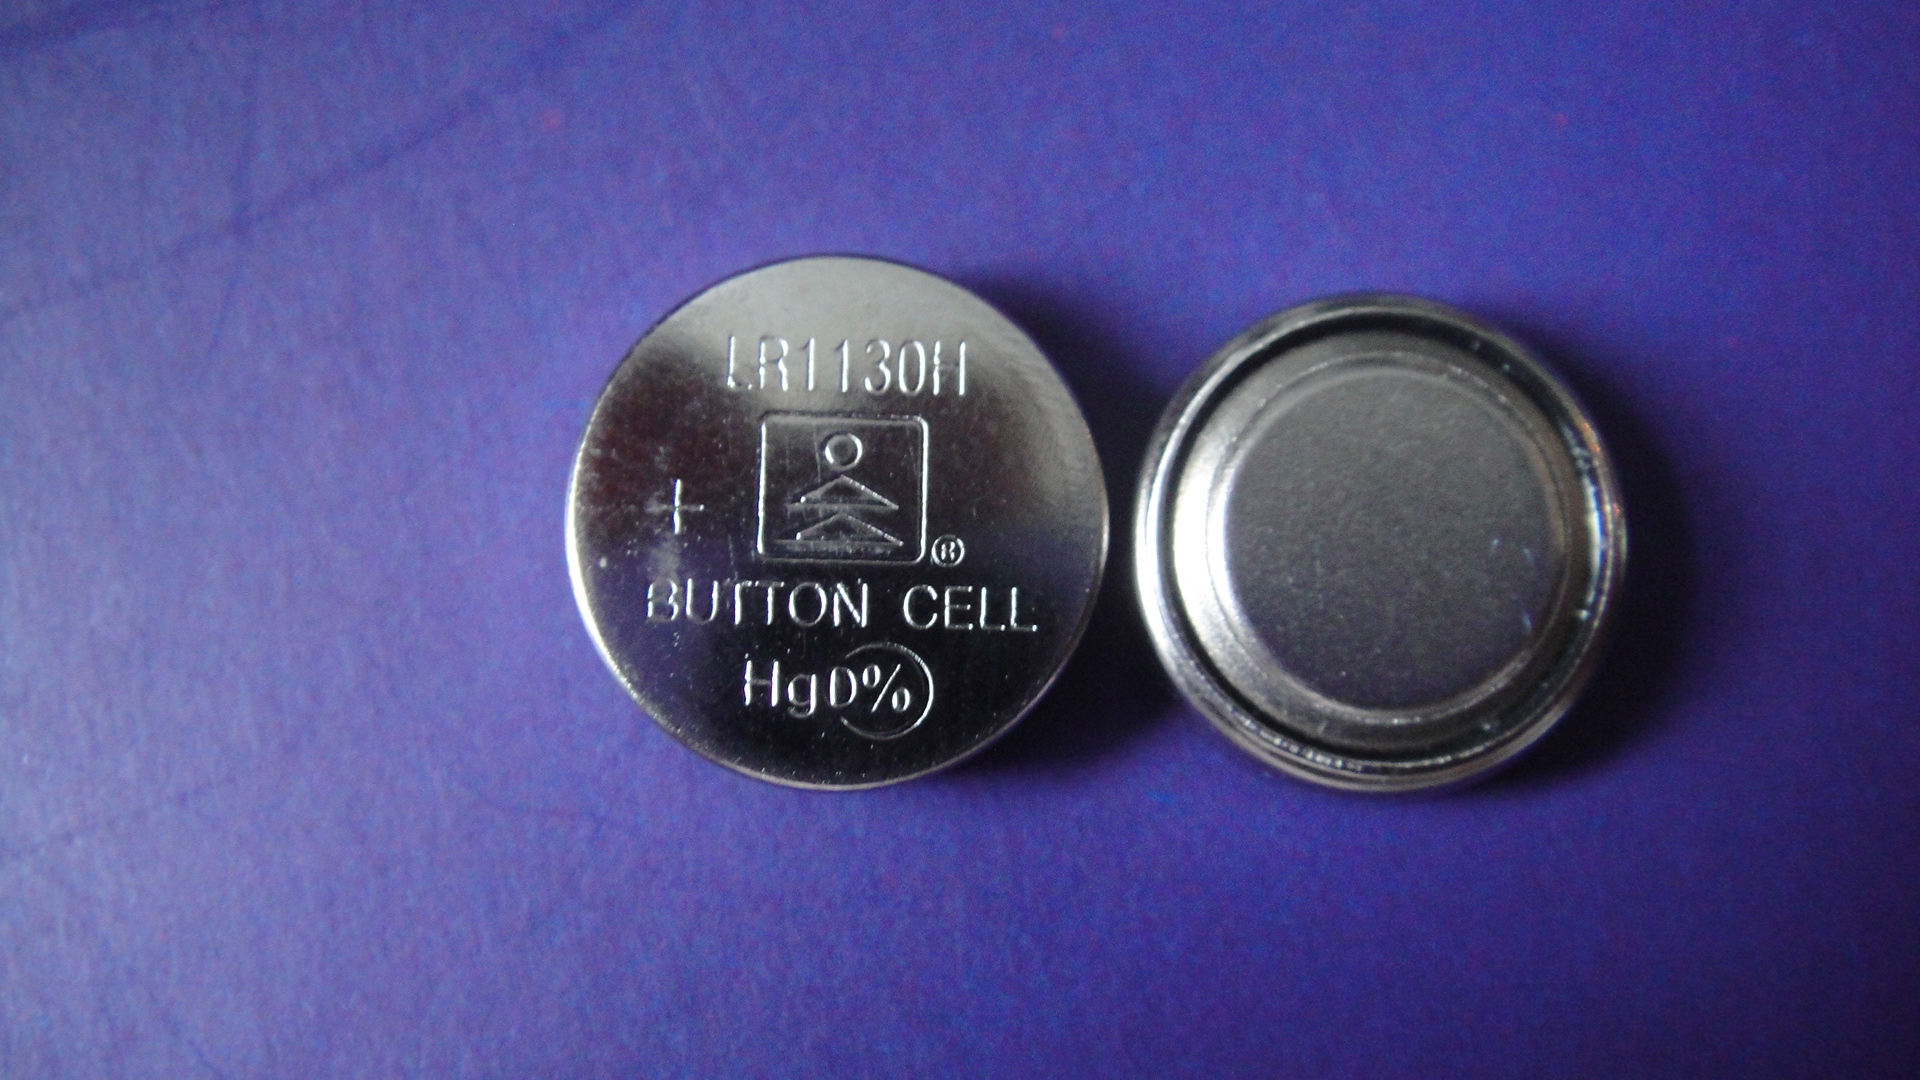 LR1130H
+
®
BUTTON CELL
Hg0%